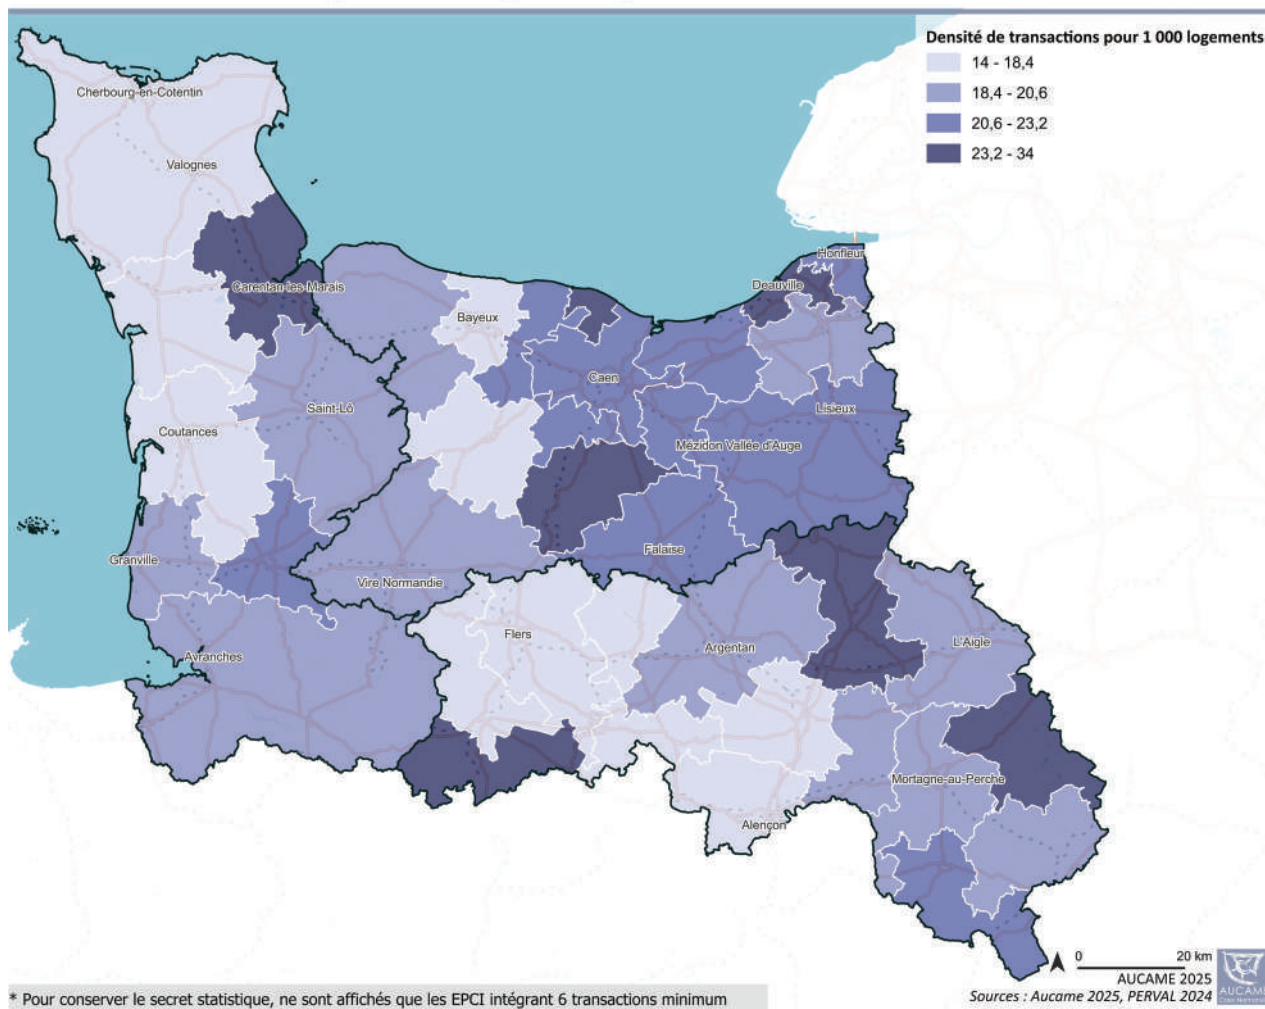 Densité de transactions pour 1 000 logements
14 - 18,4
18,4 - 20,6
20,6 - 23,2
23,2 - 34
Cherbourg-en-Cotentin
Valognes
Honfleur
Deauville
Carentan-les-Marais
Bayeux
Caen
Saint-Lô
Lisieux
Coutances
Mézidon Vallée d'Auge
Granville
Falaise
Vire Normandie
Flers
L'Aigle
Argentan
Avranches
Mortagne-au-Perche
Alençon
0 20 km
AUCAME 2025
Sources : Aucame 2025, PERVAL 2024
AUCAME
Caen Normandie
* Pour conserver le secret statistique, ne sont affichés que les EPCI intégrant 6 transactions minimum